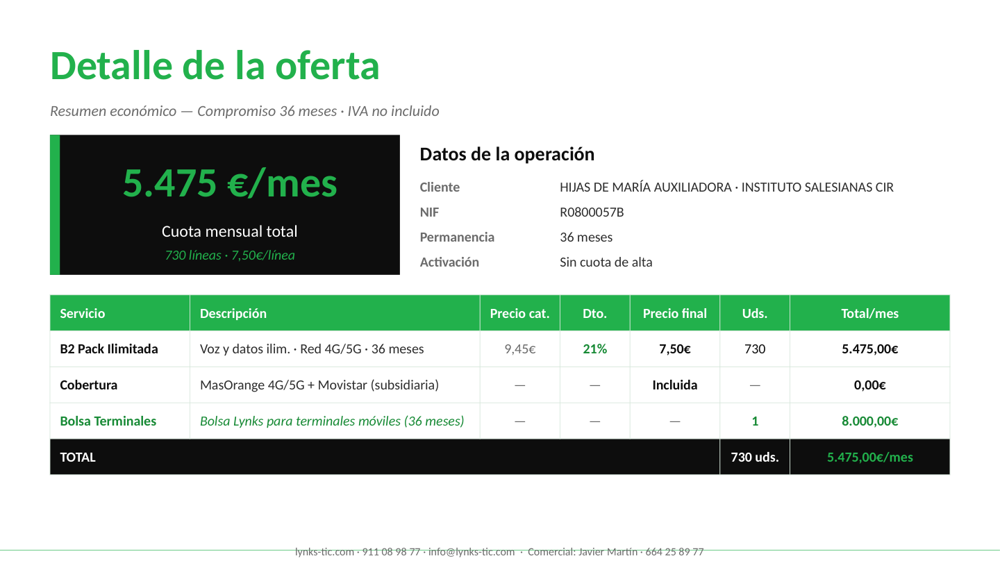 Detalle de la oferta
Resumen económico — Compromiso 36 meses · IVA no incluido
5.475 €/mes
Cuota mensual total
730 líneas · 7,50€/línea
Datos de la operación
Cliente HIJAS DE MARÍA AUXILIADORA · INSTITUTO SALESIANAS CIR
NIF R0800057B
Permanencia 36 meses
Activación Sin cuota de alta
Servicio Descripción Precio cat. Dto. Precio final Uds. Total/mes
B2 Pack Ilimitada Voz y datos ilim. · Red 4G/5G · 36 meses 9,45€ 21% 7,50€ 730 5.475,00€
Cobertura MasOrange 4G/5G + Movistar (subsidiaria) — — Incluida — 0,00€
Bolsa Terminales Bolsa Lynks para terminales móviles (36 meses) — — — 1 8.000,00€
TOTAL 730 uds. 5.475,00€/mes
lynks-tic.com · 911 08 98 77 · info@lynks-tic.com · Comercial: Javier Martín · 664 25 89 77